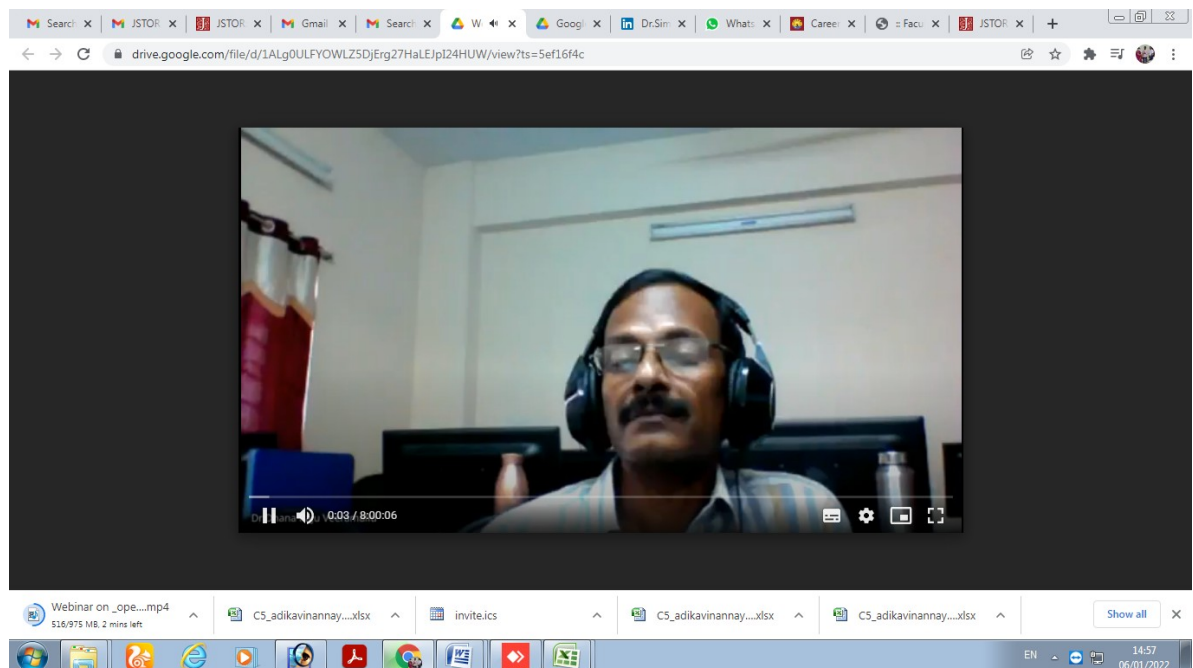 Search
JSTOR
JSTOR
Gmail
Search
W
Googl
Dr.Sim
Whats
Career
:: Facu
JSTOR
drive.google.com/file/d/1ALg0ULFYOWLZ5DjErg27HaLEJpI24HUW/view?ts=5ef16f4c
0:03 / 8:00:06
Webinar on _ope....mp4
516/975 MB, 2 mins left
C5_adikavinannay....xlsx
invite.ics
C5_adikavinannay....xlsx
C5_adikavinannay....xlsx
Show all
EN
14:57
06/01/2022